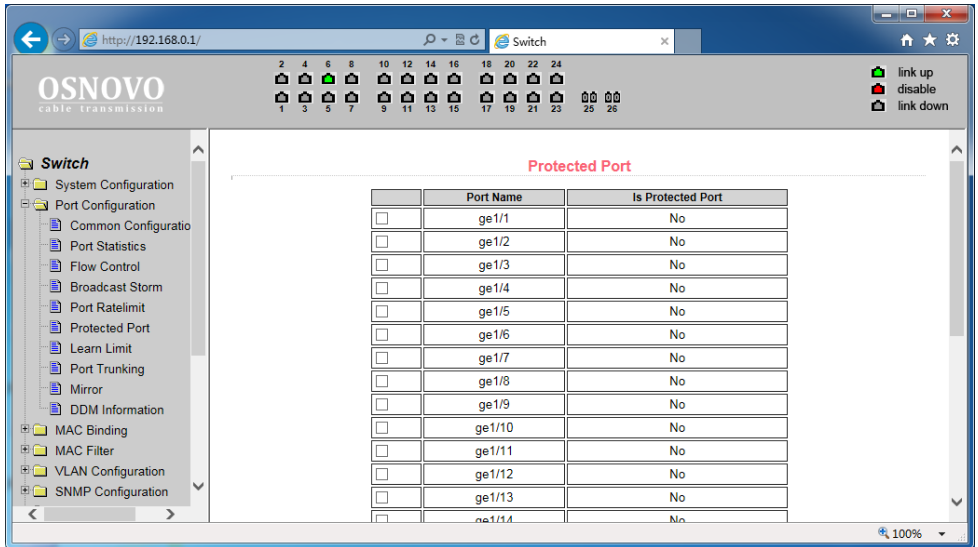 http://192.168.0.1/
Switch
OSNOVO
cable transmission
2 4 6 8 10 12 14 16 18 20 22 24
1 3 5 7 9 11 13 15 17 19 21 23 25 26
link up
disable
link down
Switch
System Configuration
Port Configuration
Common Configuratio
Port Statistics
Flow Control
Broadcast Storm
Port Ratelimit
Protected Port
Learn Limit
Port Trunking
Mirror
DDM Information
MAC Binding
MAC Filter
VLAN Configuration
SNMP Configuration
Protected Port
Port Name Is Protected Port
ge1/1 No
ge1/2 No
ge1/3 No
ge1/4 No
ge1/5 No
ge1/6 No
ge1/7 No
ge1/8 No
ge1/9 No
ge1/10 No
ge1/11 No
ge1/12 No
ge1/13 No
ge1/14 No
100%